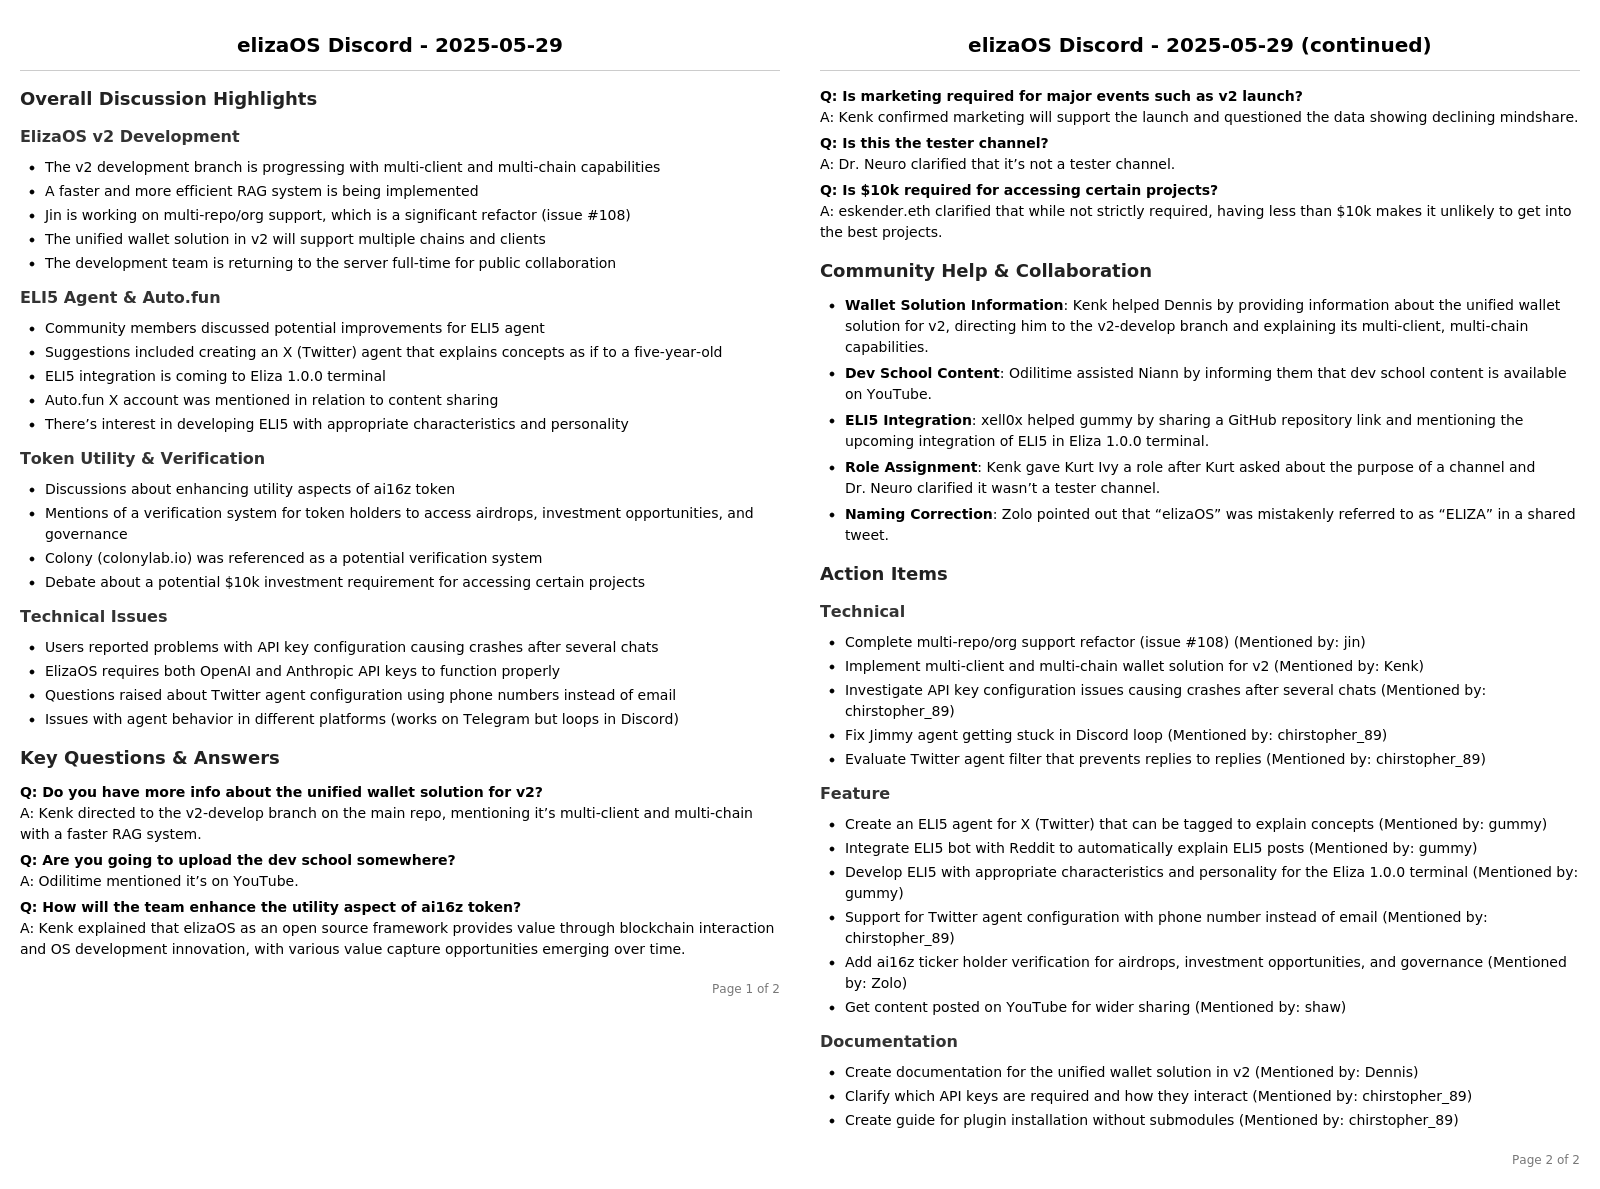 elizaOS Discord - 2025-05-29
Overall Discussion Highlights
ElizaOS v2 Development
• The v2 development branch is progressing with multi-client and multi-chain capabilities
• A faster and more efficient RAG system is being implemented
• Jin is working on multi-repo/org support, which is a significant refactor (issue #108)
• The unified wallet solution in v2 will support multiple chains and clients
• The development team is returning to the server full-time for public collaboration
ELI5 Agent & Auto.fun
• Community members discussed potential improvements for ELI5 agent
• Suggestions included creating an X (Twitter) agent that explains concepts as if to a five-year-old
• ELI5 integration is coming to Eliza 1.0.0 terminal
• Auto.fun X account was mentioned in relation to content sharing
• There’s interest in developing ELI5 with appropriate characteristics and personality
Token Utility & Verification
• Discussions about enhancing utility aspects of ai16z token
• Mentions of a verification system for token holders to access airdrops, investment opportunities, and
governance
• Colony (colonylab.io) was referenced as a potential verification system
• Debate about a potential $10k investment requirement for accessing certain projects
Technical Issues
• Users reported problems with API key configuration causing crashes after several chats
• ElizaOS requires both OpenAI and Anthropic API keys to function properly
• Questions raised about Twitter agent configuration using phone numbers instead of email
• Issues with agent behavior in different platforms (works on Telegram but loops in Discord)
Key Questions & Answers
Q: Do you have more info about the unified wallet solution for v2?
A: Kenk directed to the v2-develop branch on the main repo, mentioning it’s multi-client and multi-chain
with a faster RAG system.
Q: Are you going to upload the dev school somewhere?
A: Odilitime mentioned it’s on YouTube.
Q: How will the team enhance the utility aspect of ai16z token?
A: Kenk explained that elizaOS as an open source framework provides value through blockchain interaction
and OS development innovation, with various value capture opportunities emerging over time.
Page 1 of 2
elizaOS Discord - 2025-05-29 (continued)
Q: Is marketing required for major events such as v2 launch?
A: Kenk confirmed marketing will support the launch and questioned the data showing declining mindshare.
Q: Is this the tester channel?
A: Dr. Neuro clarified that it’s not a tester channel.
Q: Is $10k required for accessing certain projects?
A: eskender.eth clarified that while not strictly required, having less than $10k makes it unlikely to get into
the best projects.
Community Help & Collaboration
• Wallet Solution Information: Kenk helped Dennis by providing information about the unified wallet
solution for v2, directing him to the v2-develop branch and explaining its multi-client, multi-chain
capabilities.
• Dev School Content: Odilitime assisted Niann by informing them that dev school content is available
on YouTube.
• ELI5 Integration: xell0x helped gummy by sharing a GitHub repository link and mentioning the
upcoming integration of ELI5 in Eliza 1.0.0 terminal.
• Role Assignment: Kenk gave Kurt Ivy a role after Kurt asked about the purpose of a channel and
Dr. Neuro clarified it wasn’t a tester channel.
• Naming Correction: Zolo pointed out that “elizaOS” was mistakenly referred to as “ELIZA” in a shared
tweet.
Action Items
Technical
• Complete multi-repo/org support refactor (issue #108) (Mentioned by: jin)
• Implement multi-client and multi-chain wallet solution for v2 (Mentioned by: Kenk)
• Investigate API key configuration issues causing crashes after several chats (Mentioned by:
chirstopher_89)
• Fix Jimmy agent getting stuck in Discord loop (Mentioned by: chirstopher_89)
• Evaluate Twitter agent filter that prevents replies to replies (Mentioned by: chirstopher_89)
Feature
• Create an ELI5 agent for X (Twitter) that can be tagged to explain concepts (Mentioned by: gummy)
• Integrate ELI5 bot with Reddit to automatically explain ELI5 posts (Mentioned by: gummy)
• Develop ELI5 with appropriate characteristics and personality for the Eliza 1.0.0 terminal (Mentioned by:
gummy)
• Support for Twitter agent configuration with phone number instead of email (Mentioned by:
chirstopher_89)
• Add ai16z ticker holder verification for airdrops, investment opportunities, and governance (Mentioned
by: Zolo)
• Get content posted on YouTube for wider sharing (Mentioned by: shaw)
Documentation
• Create documentation for the unified wallet solution in v2 (Mentioned by: Dennis)
• Clarify which API keys are required and how they interact (Mentioned by: chirstopher_89)
• Create guide for plugin installation without submodules (Mentioned by: chirstopher_89)
Page 2 of 2